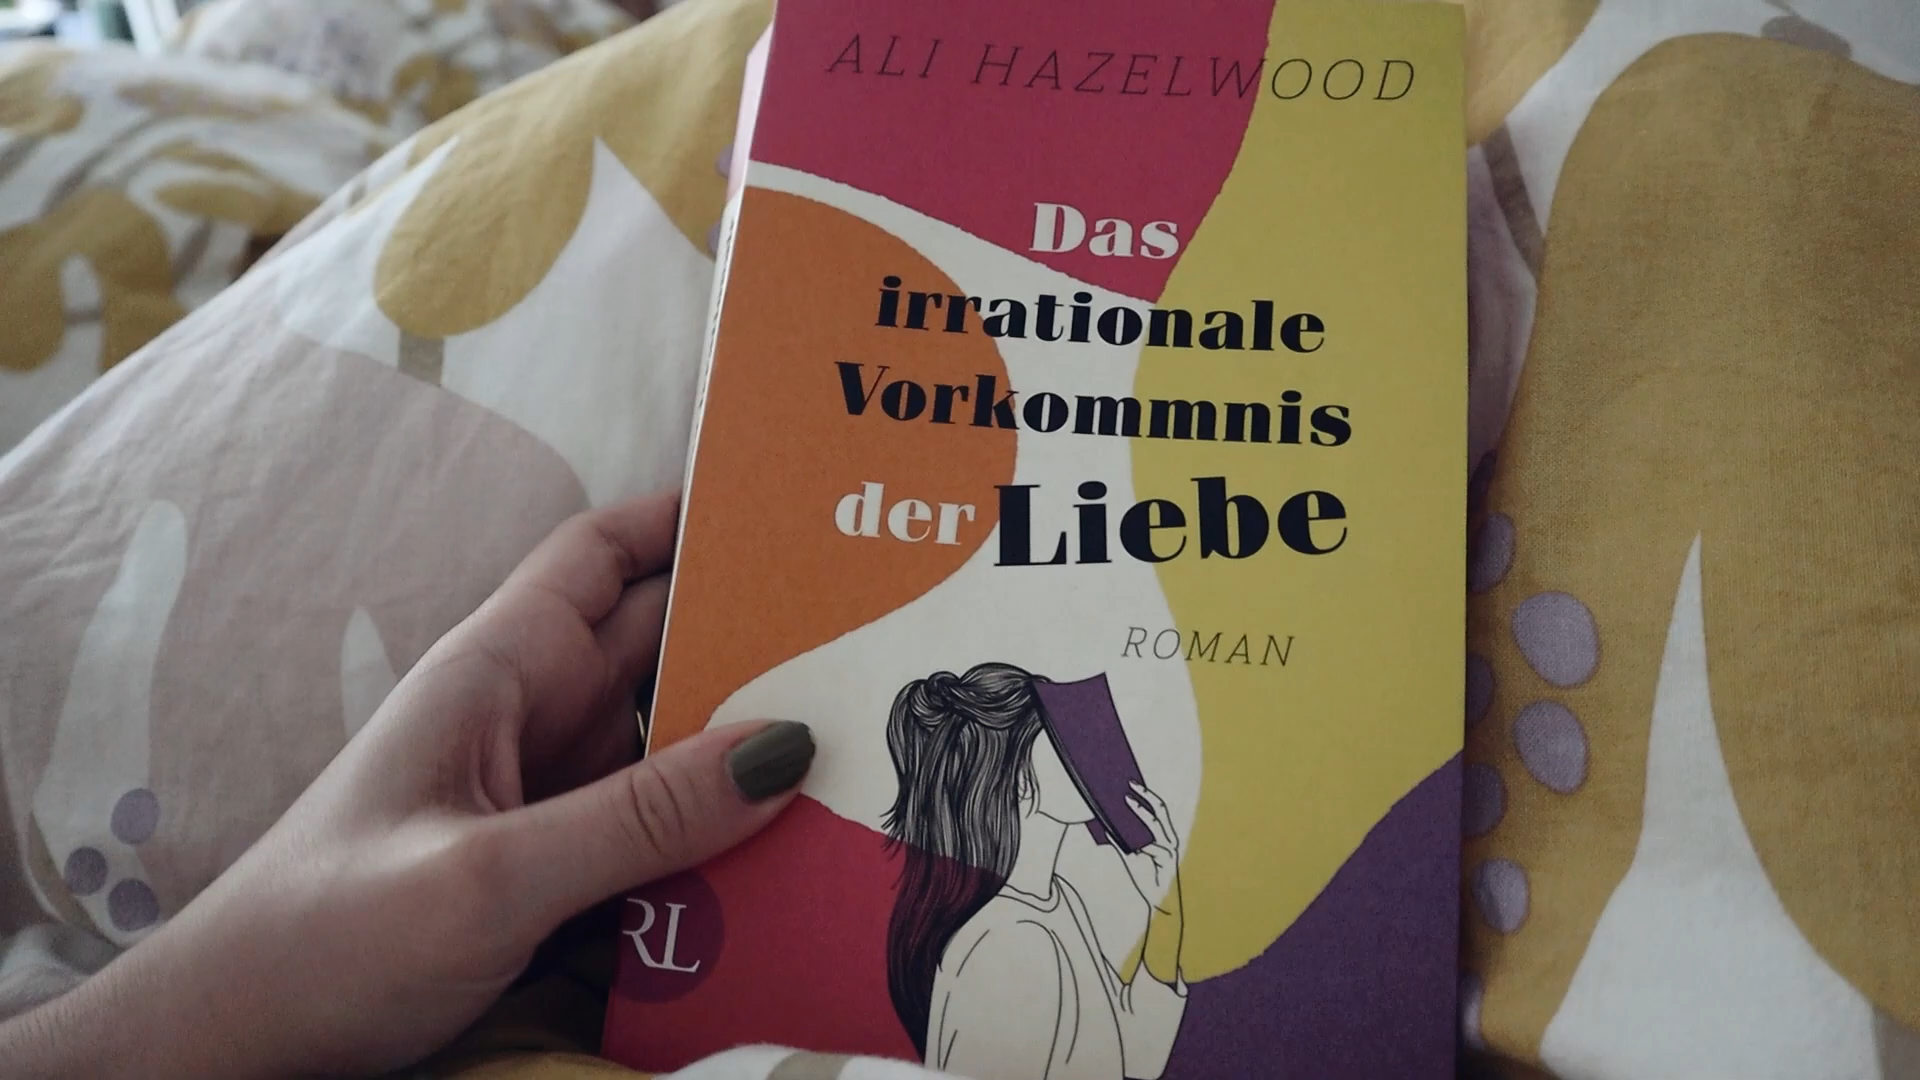 ALI HAZELWOOD
Das
irrationale
Vorkommnis
der Liebe
ROMAN
RL